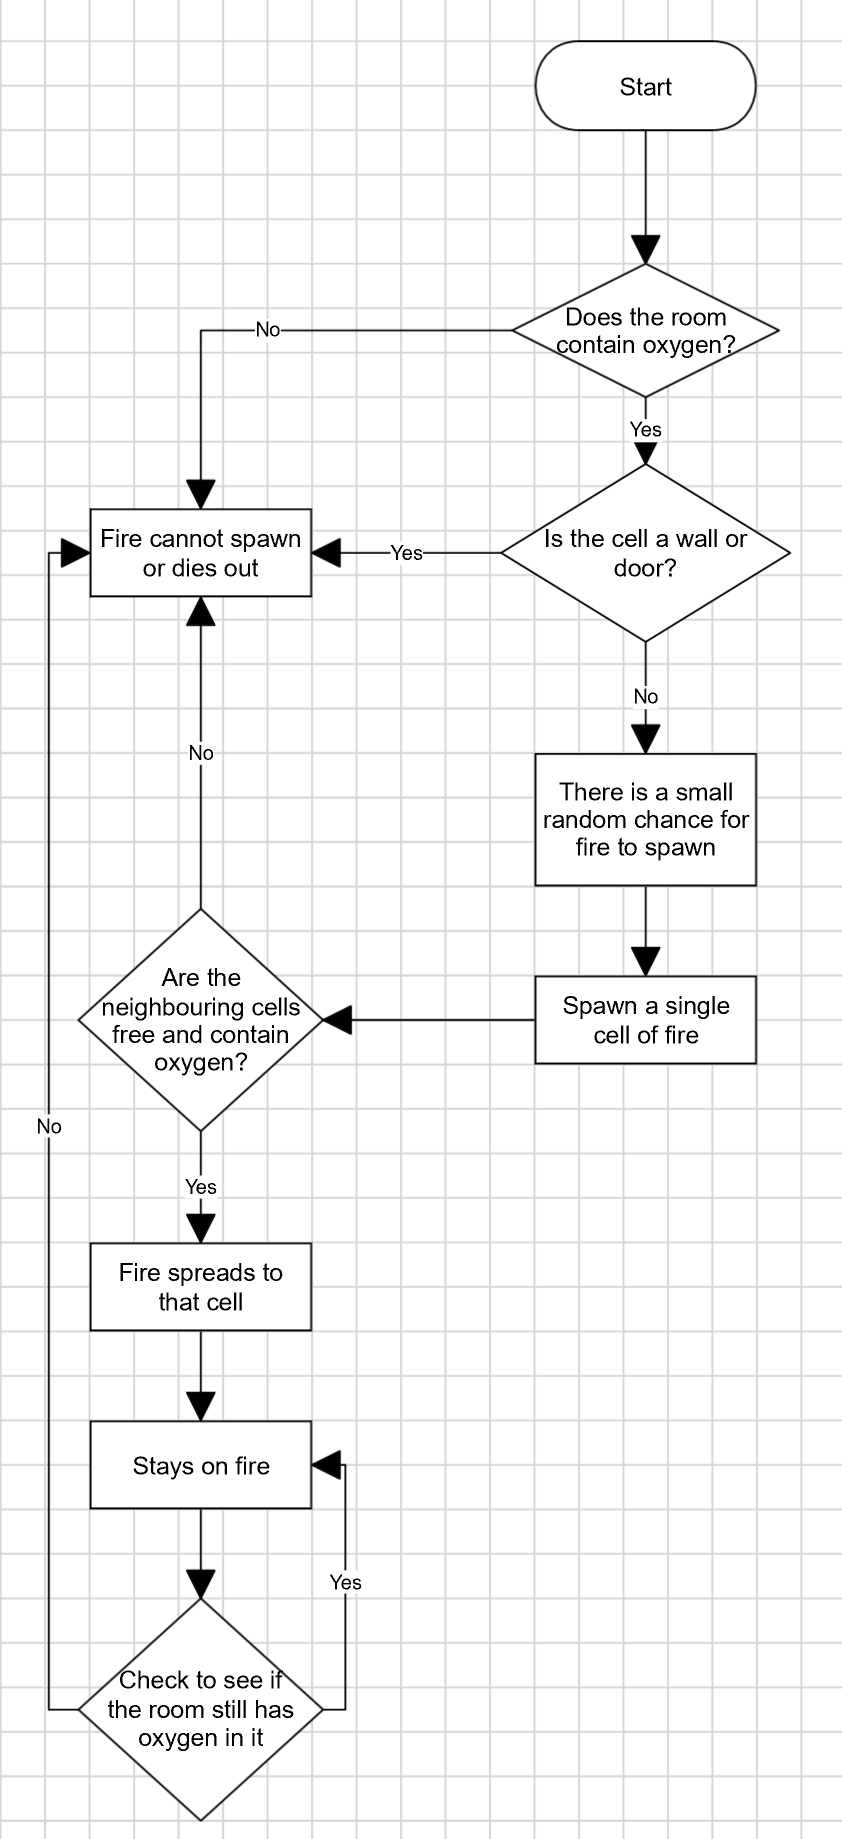 Start
Does the room
contain oxygen?
No
Yes
Fire cannot spawn
or dies out
Yes
Is the cell a wall or
door?
No
No
There is a small
random chance for
fire to spawn
Are the
neighbouring cells
free and contain
oxygen?
Spawn a single
cell of fire
No
Yes
Fire spreads to
that cell
Stays on fire
Yes
Check to see if
the room still has
oxygen in it